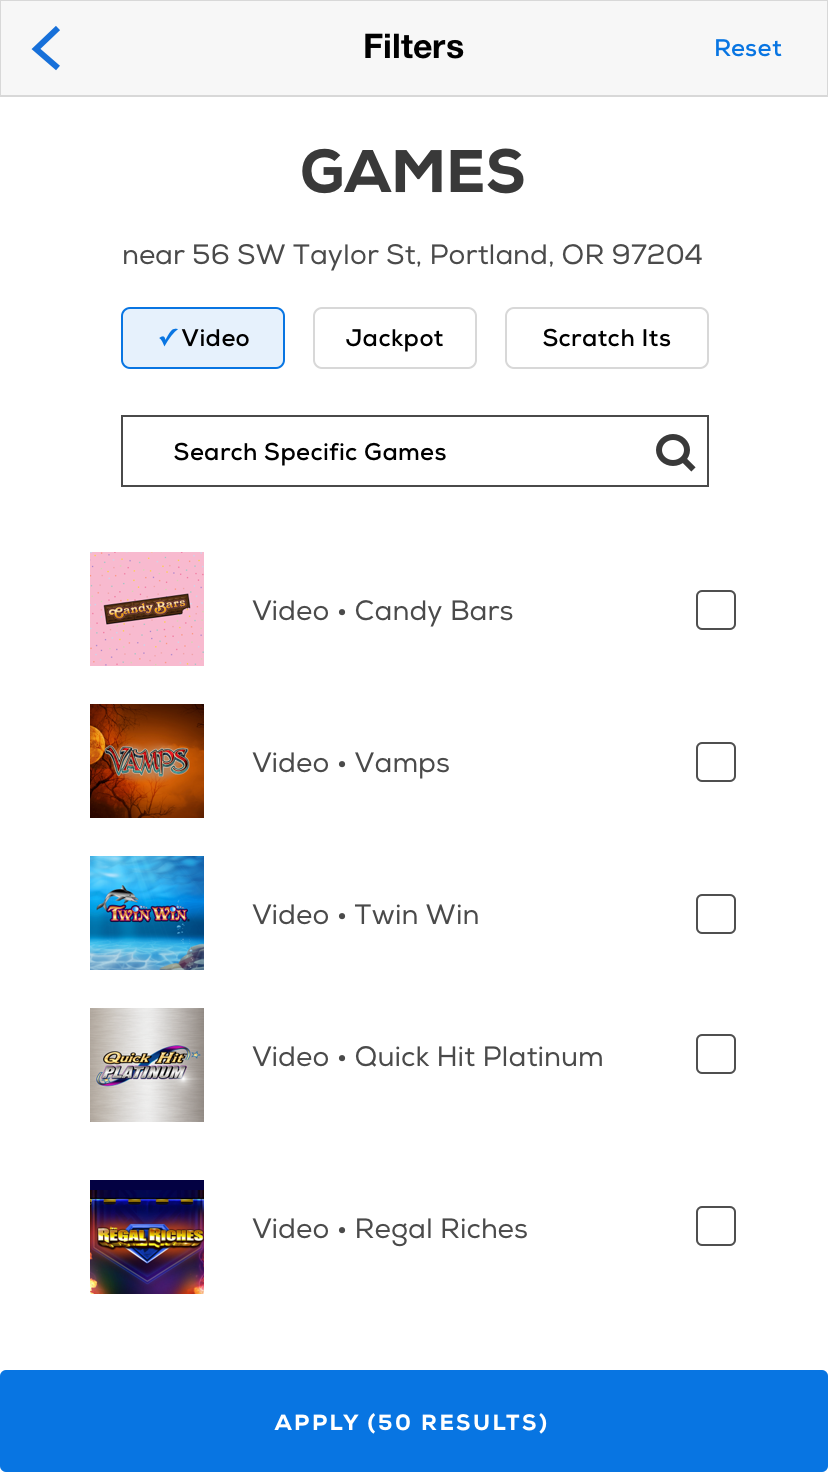 Filters
Reset
GAMES
near 56 SW Taylor St, Portland, OR 97204
✓ Video
Jackpot
Scratch Its
Search Specific Games
Candy Bars
Video • Candy Bars
VAMPS
Video • Vamps
TWIN WIN
Video • Twin Win
Quick Hit
PLATINUM
Video • Quick Hit Platinum
REGAL RICHES
Video • Regal Riches
APPLY (50 RESULTS)